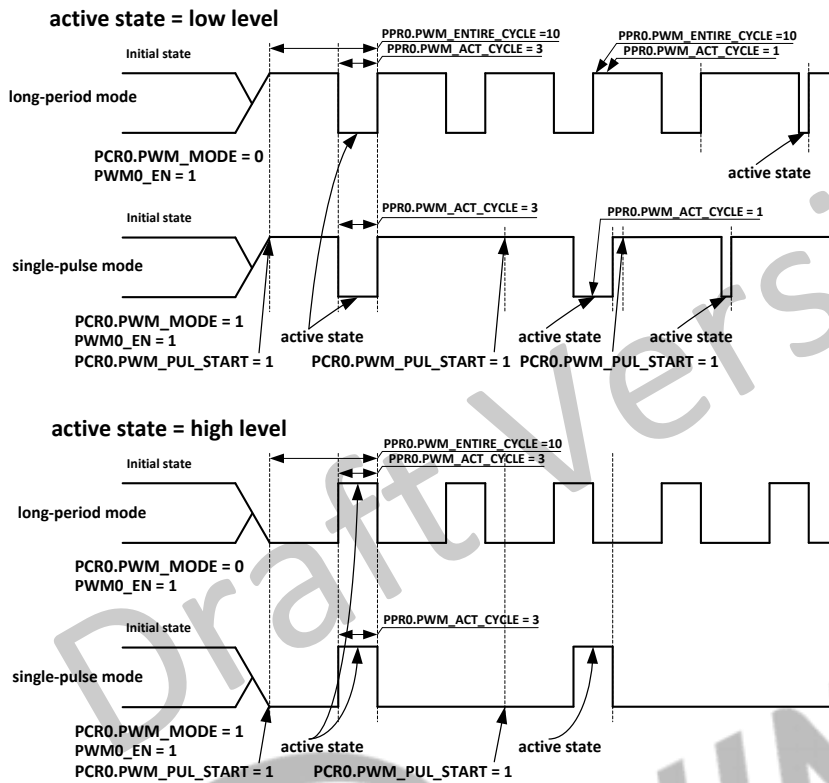 active state = low level
PPR0.PWM_ENTIRE_CYCLE =10
PPR0.PWM_ACT_CYCLE = 3
PPR0.PWM_ENTIRE_CYCLE =10
PPR0.PWM_ACT_CYCLE = 1
Initial state
long-period mode
PCR0.PWM_MODE = 0
PWM0_EN = 1
active state
Initial state
PPR0.PWM_ACT_CYCLE = 3
PPR0.PWM_ACT_CYCLE = 1
single-pulse mode
PCR0.PWM_MODE = 1
PWM0_EN = 1
PCR0.PWM_PUL_START = 1
active state
PCR0.PWM_PUL_START = 1
active state
PCR0.PWM_PUL_START = 1
active state
active state = high level
PPR0.PWM_ENTIRE_CYCLE =10
PPR0.PWM_ACT_CYCLE = 3
Initial state
long-period mode
PCR0.PWM_MODE = 0
PWM0_EN = 1
Initial state
PPR0.PWM_ACT_CYCLE = 3
single-pulse mode
PCR0.PWM_MODE = 1
PWM0_EN = 1
PCR0.PWM_PUL_START = 1
active state
PCR0.PWM_PUL_START = 1
active state
Draft Versi